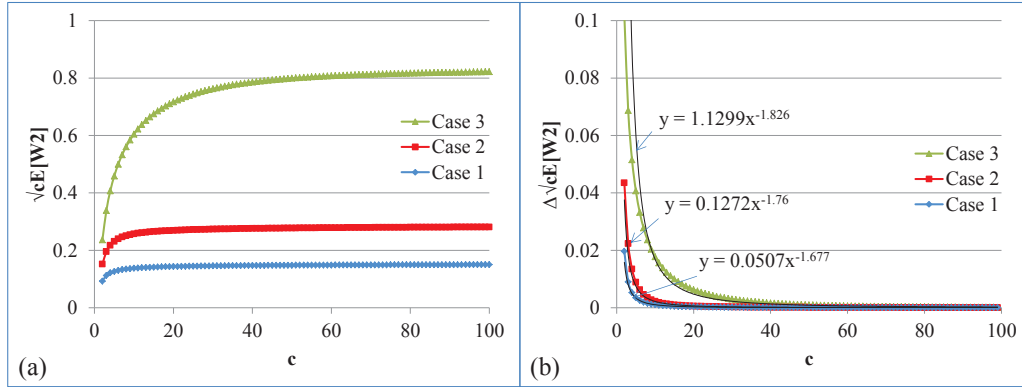 1
0.8
0.6
0.4
0.2
0
√cE[W2]
Case 3
Case 2
Case 1
0
20
40
60
80
100
c
(a)
0.1
0.08
0.06
0.04
0.02
0
Δ√cE[W2]
y = 1.1299x^-1.826
y = 0.1272x^-1.76
y = 0.0507x^-1.677
Case 3
Case 2
Case 1
0
20
40
60
80
100
c
(b)